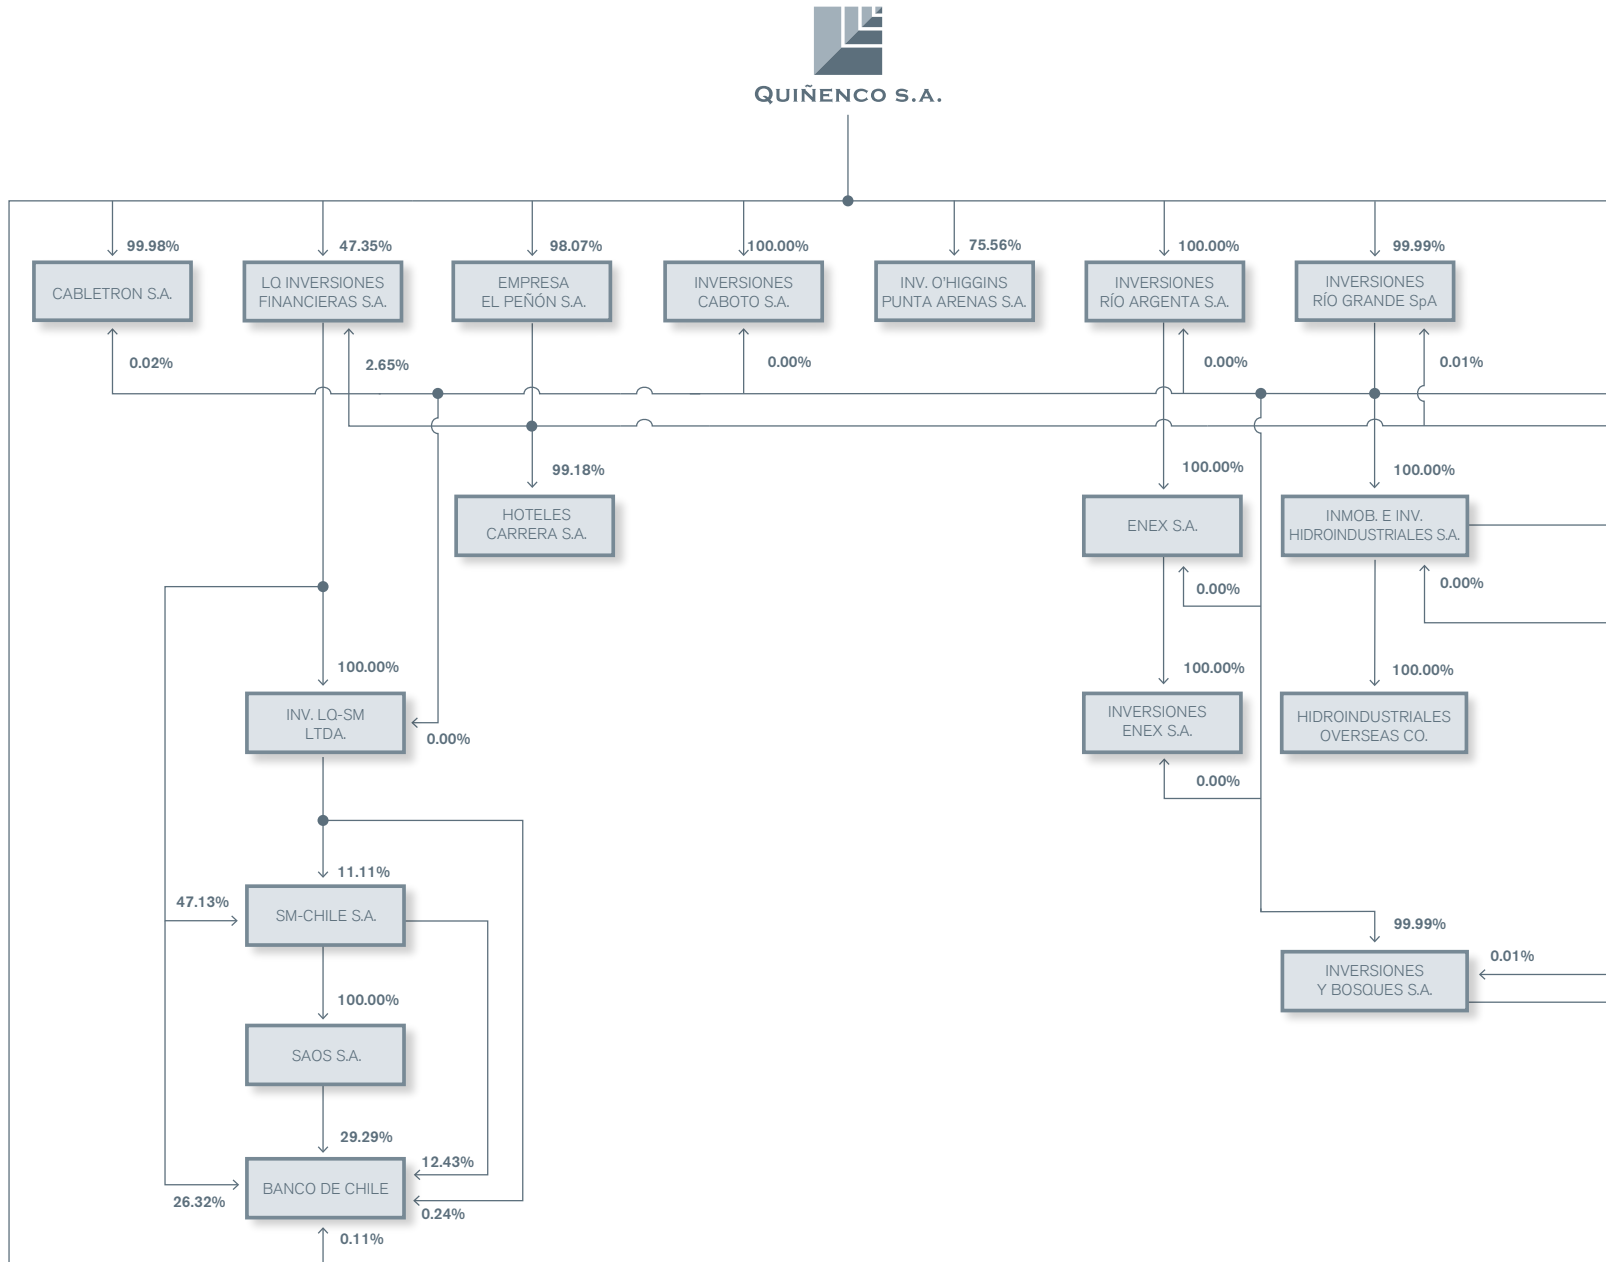 QUIÑENCO S.A.
99.98%
47.35%
98.07%
100.00%
75.56%
100.00%
99.99%
CABLETRON S.A.
LQ INVERSIONES
FINANCIERAS S.A.
EMPRESA
EL PEÑÓN S.A.
INVERSIONES
CABOTO S.A.
INV. O'HIGGINS
PUNTA ARENAS S.A.
INVERSIONES
RÍO ARGENTA S.A.
INVERSIONES
RÍO GRANDE SpA
0.02%
2.65%
0.00%
0.00%
0.01%
99.18%
100.00%
100.00%
HOTELES
CARRERA S.A.
ENEX S.A.
INMOB. E INV.
HIDROINDUSTRIALES S.A.
0.00%
0.00%
100.00%
100.00%
100.00%
INV. LQ-SM
LTDA.
INVERSIONES
ENEX S.A.
HIDROINDUSTRIALES
OVERSEAS CO.
0.00%
0.00%
11.11%
47.13%
SM-CHILE S.A.
99.99%
INVERSIONES
Y BOSQUES S.A.
0.01%
100.00%
SAOS S.A.
29.29%
12.43%
BANCO DE CHILE
26.32%
0.24%
0.11%